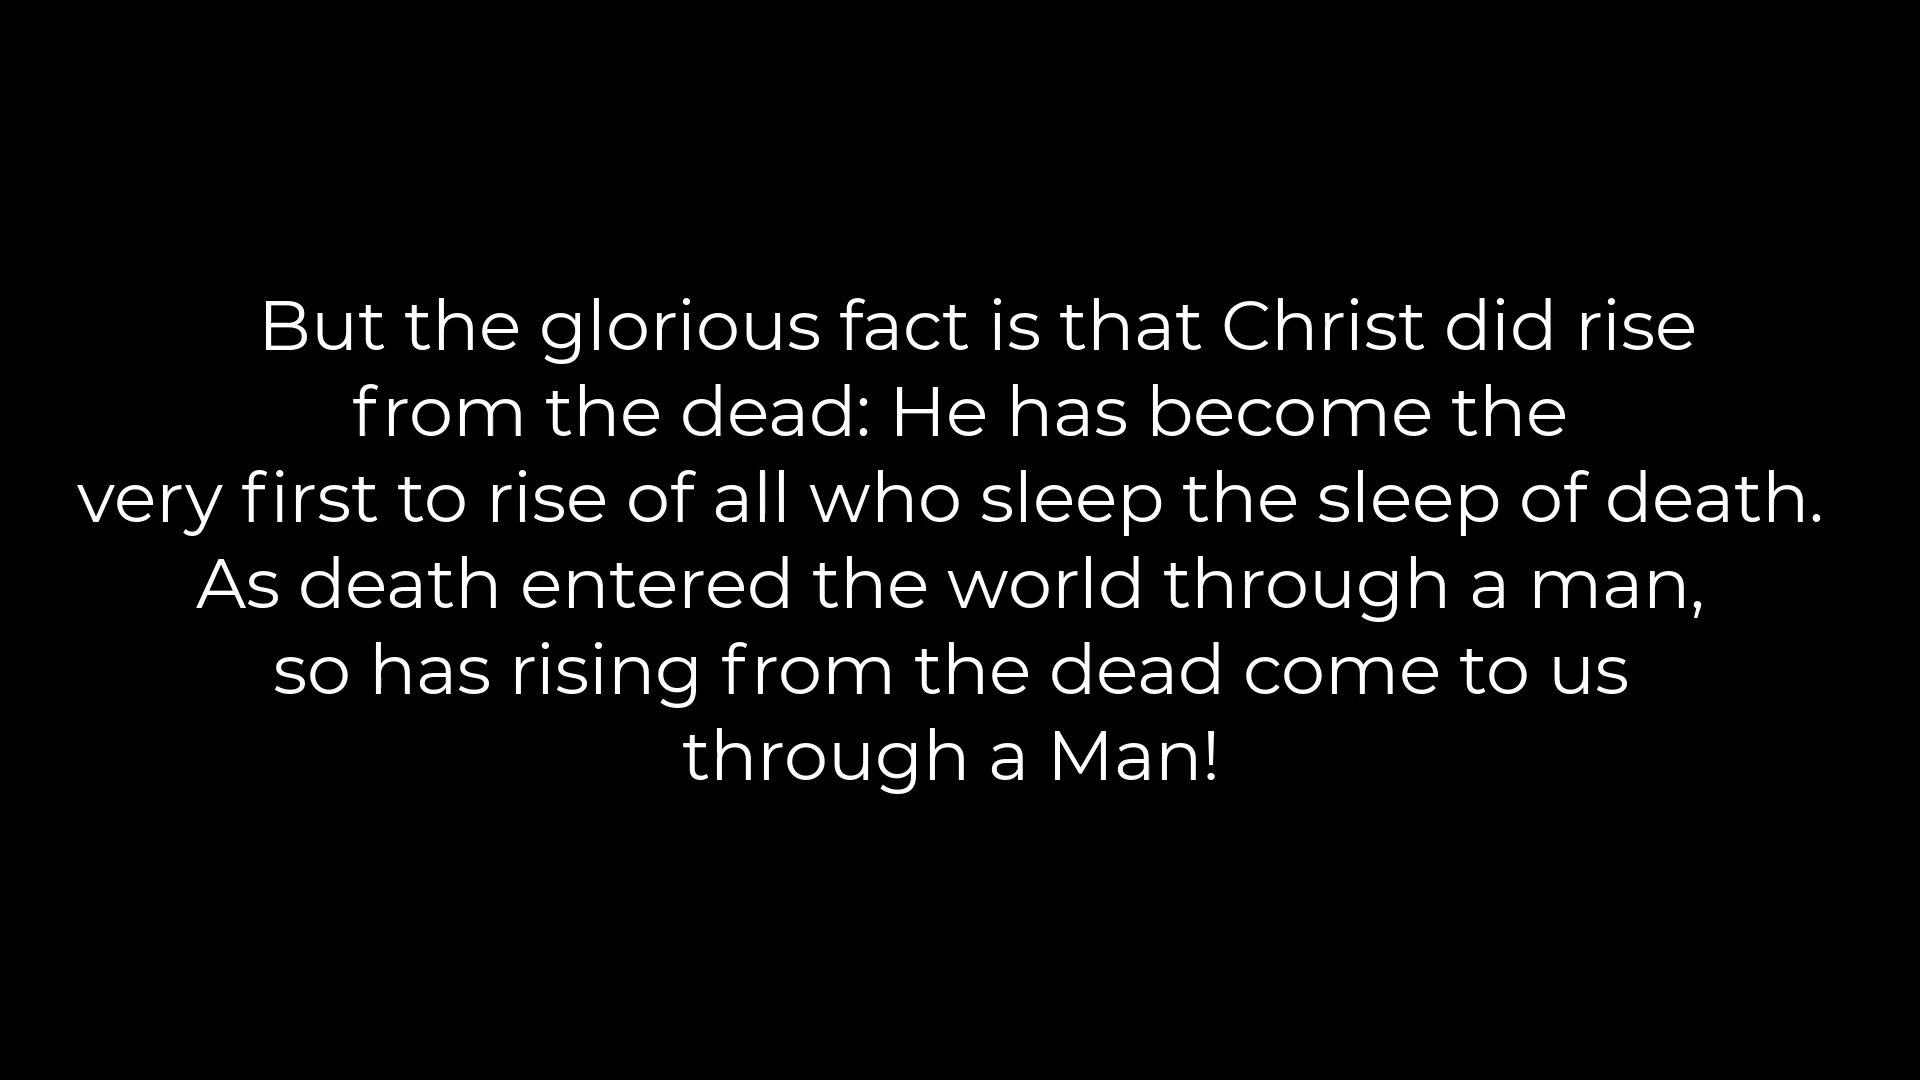 But the glorious fact is that Christ did rise
from the dead: He has become the
very first to rise of all who sleep the sleep of death.
As death entered the world through a man,
so has rising from the dead come to us
through a Man!